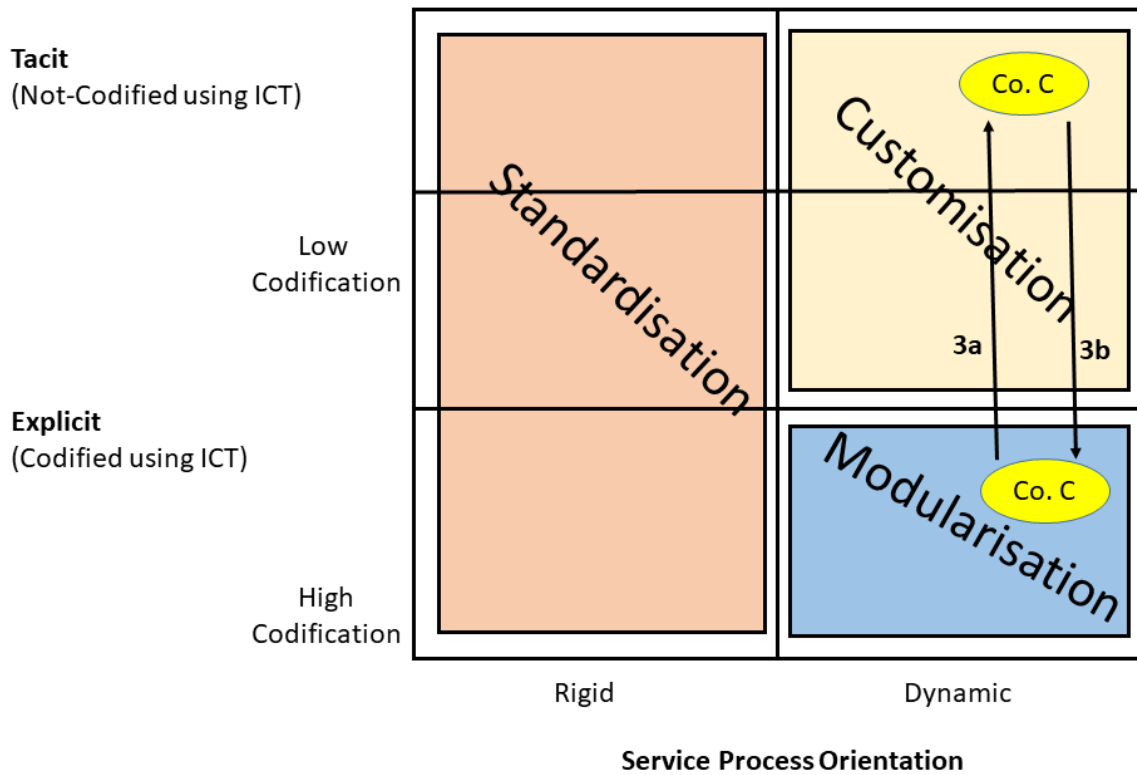 Tacit
(Not-Codified using ICT)
Low
Codification
Explicit
(Codified using ICT)
High
Codification
Standardisation
Customisation
Modularisation
Co. C
3a
3b
Co. C
Rigid
Dynamic
Service Process Orientation